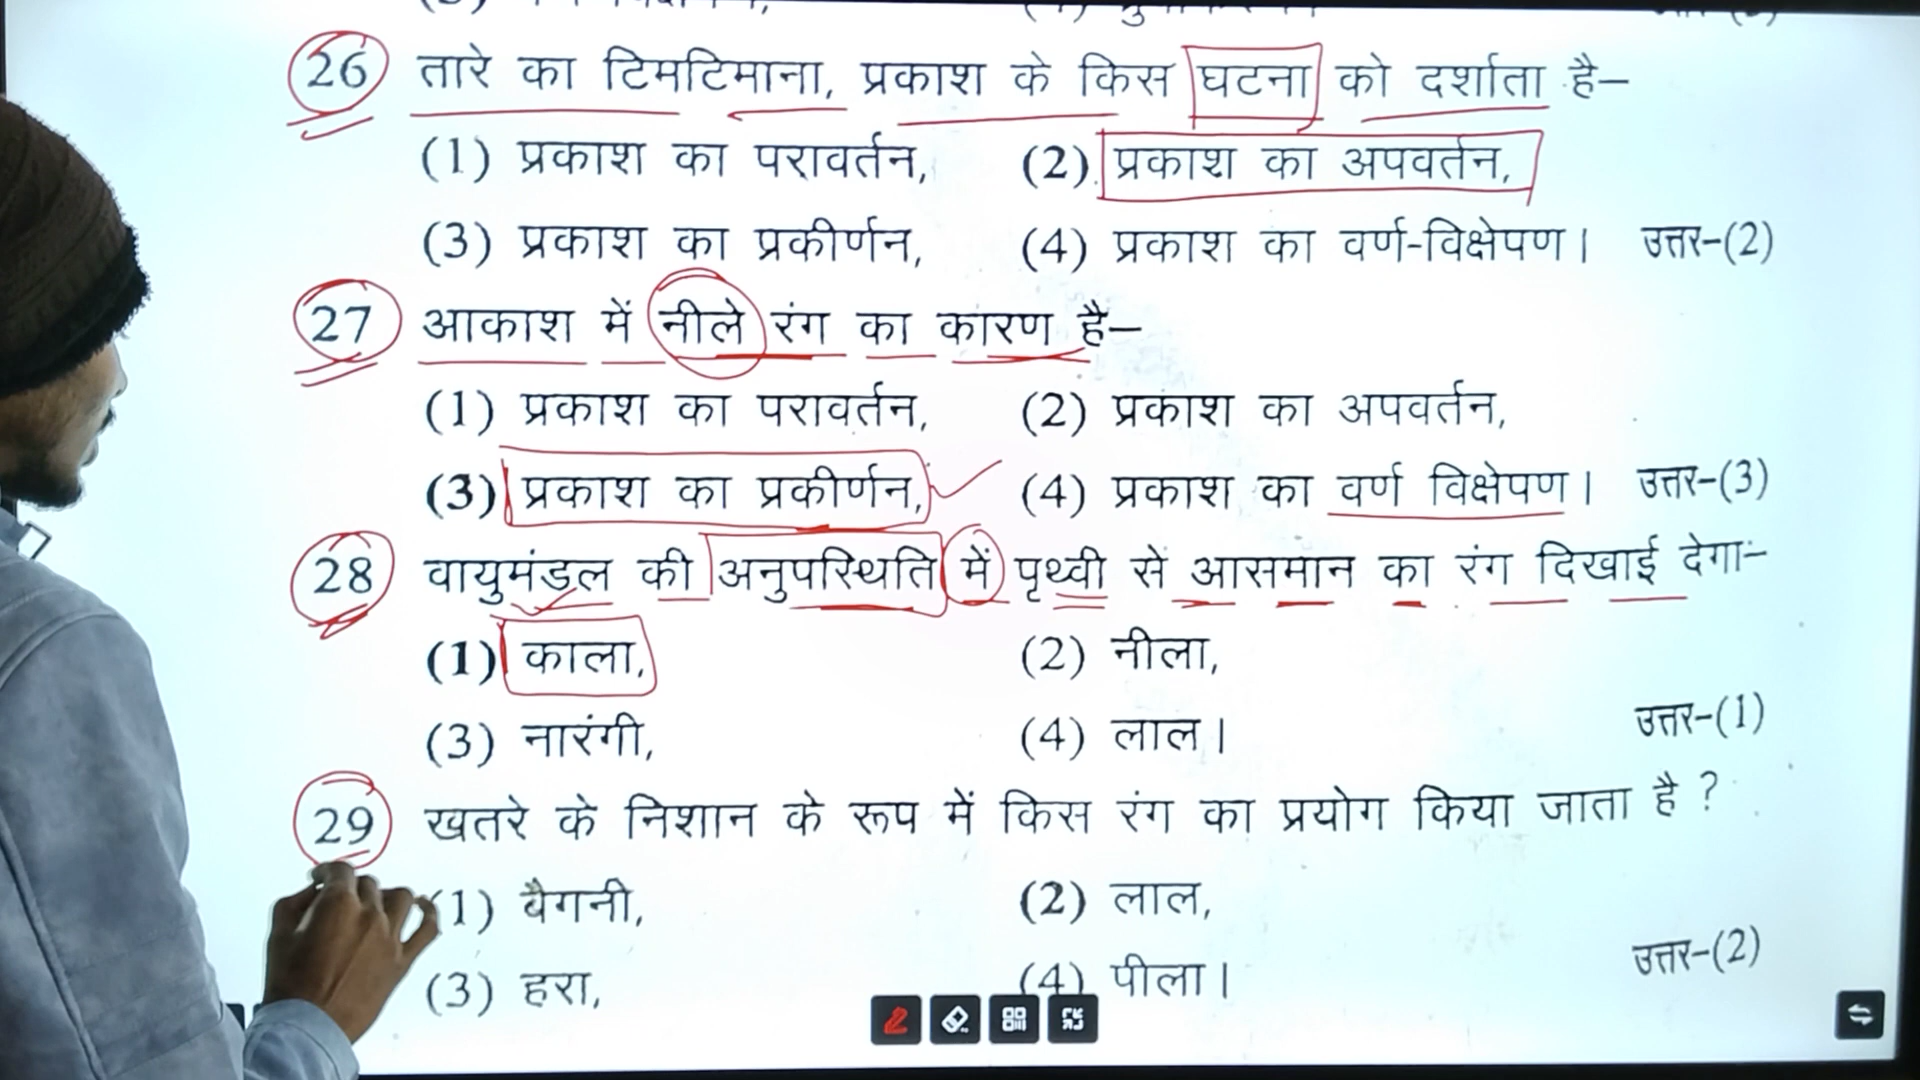 26 तारे का टिमटिमाना, प्रकाश के किस घटना को दर्शाता है–
(1) प्रकाश का परावर्तन, (2) प्रकाश का अपवर्तन,
(3) प्रकाश का प्रकीर्णन, (4) प्रकाश का वर्ण-विक्षेपण। उत्तर–(2)
27 आकाश में नीले रंग का कारण है–
(1) प्रकाश का परावर्तन, (2) प्रकाश का अपवर्तन,
(3) प्रकाश का प्रकीर्णन, (4) प्रकाश का वर्ण विक्षेपण। उत्तर–(3)
28 वायुमंडल की अनुपस्थिति में पृथ्वी से आसमान का रंग दिखाई देगा–
(1) काला, (2) नीला,
(3) नारंगी, (4) लाल। उत्तर–(1)
29 खतरे के निशान के रूप में किस रंग का प्रयोग किया जाता है ?
(1) वैगनी, (2) लाल,
(3) हरा, (4) पीला। उत्तर–(2)